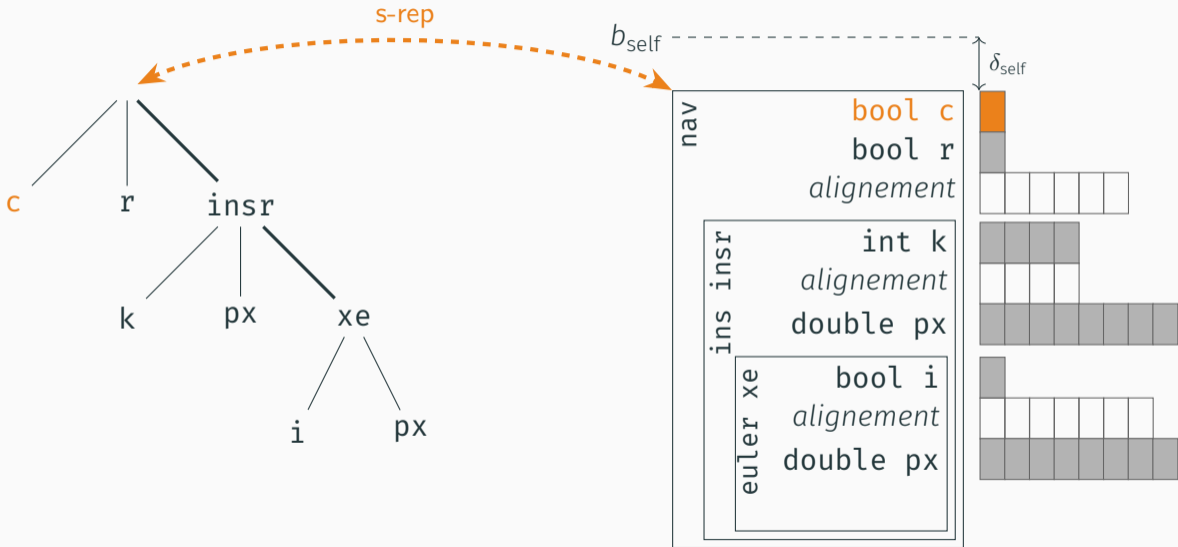 s-rep
c
r
insr
k
px
xe
i
px
b_self
δ_self
nav
bool c
bool r
alignement
ins insr
int k
alignement
double px
euler xe
bool i
alignement
double px